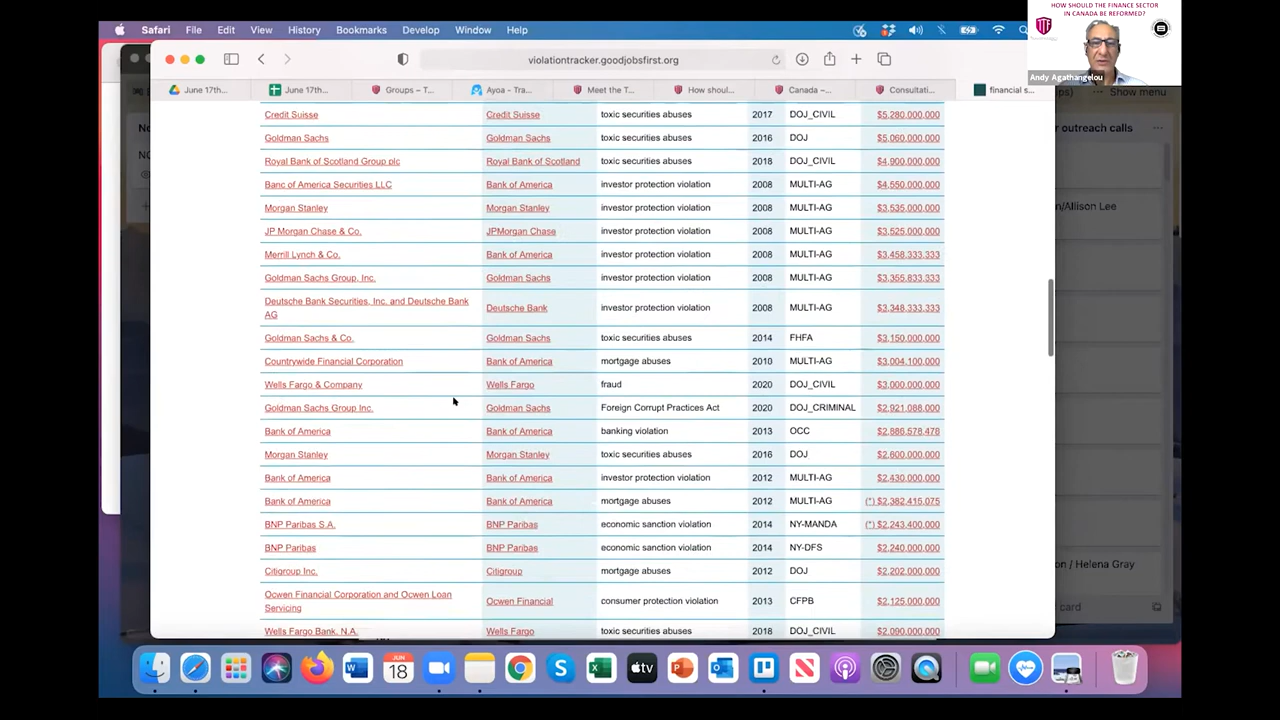 HOW SHOULD THE FINANCE SECTOR
IN CANADA BE REFORMED?
Andy Agathangelou
Safari File Edit View History Bookmarks Develop Window Help
violationtracker.goodjobsfirst.org
June 17th... June 17th... Groups – T... Ayoa - Tra... Meet the T... How shoul... Canada –... Consultati... financial s...
Show menu
r outreach calls
n/Allison Lee
on / Helena Gray
card
Credit Suisse Credit Suisse toxic securities abuses 2017 DOJ_CIVIL $5,280,000,000
Goldman Sachs Goldman Sachs toxic securities abuses 2016 DOJ $5,060,000,000
Royal Bank of Scotland Group plc Royal Bank of Scotland toxic securities abuses 2018 DOJ_CIVIL $4,900,000,000
Banc of America Securities LLC Bank of America investor protection violation 2008 MULTI-AG $4,550,000,000
Morgan Stanley Morgan Stanley investor protection violation 2008 MULTI-AG $3,535,000,000
JP Morgan Chase & Co. JPMorgan Chase investor protection violation 2008 MULTI-AG $3,525,000,000
Merrill Lynch & Co. Bank of America investor protection violation 2008 MULTI-AG $3,458,333,333
Goldman Sachs Group, Inc. Goldman Sachs investor protection violation 2008 MULTI-AG $3,355,833,333
Deutsche Bank Securities, Inc. and Deutsche Bank
AG Deutsche Bank investor protection violation 2008 MULTI-AG $3,348,333,333
Goldman Sachs & Co. Goldman Sachs toxic securities abuses 2014 FHFA $3,150,000,000
Countrywide Financial Corporation Bank of America mortgage abuses 2010 MULTI-AG $3,004,100,000
Wells Fargo & Company Wells Fargo fraud 2020 DOJ_CIVIL $3,000,000,000
Goldman Sachs Group Inc. Goldman Sachs Foreign Corrupt Practices Act 2020 DOJ_CRIMINAL $2,921,088,000
Bank of America Bank of America banking violation 2013 OCC $2,886,578,478
Morgan Stanley Morgan Stanley toxic securities abuses 2016 DOJ $2,600,000,000
Bank of America Bank of America investor protection violation 2012 MULTI-AG $2,430,000,000
Bank of America Bank of America mortgage abuses 2012 MULTI-AG (*) $2,382,415,075
BNP Paribas S.A. BNP Paribas economic sanction violation 2014 NY-MANDA (*) $2,243,400,000
BNP Paribas BNP Paribas economic sanction violation 2014 NY-DFS $2,240,000,000
Citigroup Inc. Citigroup mortgage abuses 2012 DOJ $2,202,000,000
Ocwen Financial Corporation and Ocwen Loan
Servicing Ocwen Financial consumer protection violation 2013 CFPB $2,125,000,000
Wells Fargo Bank, N.A. Wells Fargo toxic securities abuses 2018 DOJ_CIVIL $2,090,000,000
JUN
18
tv